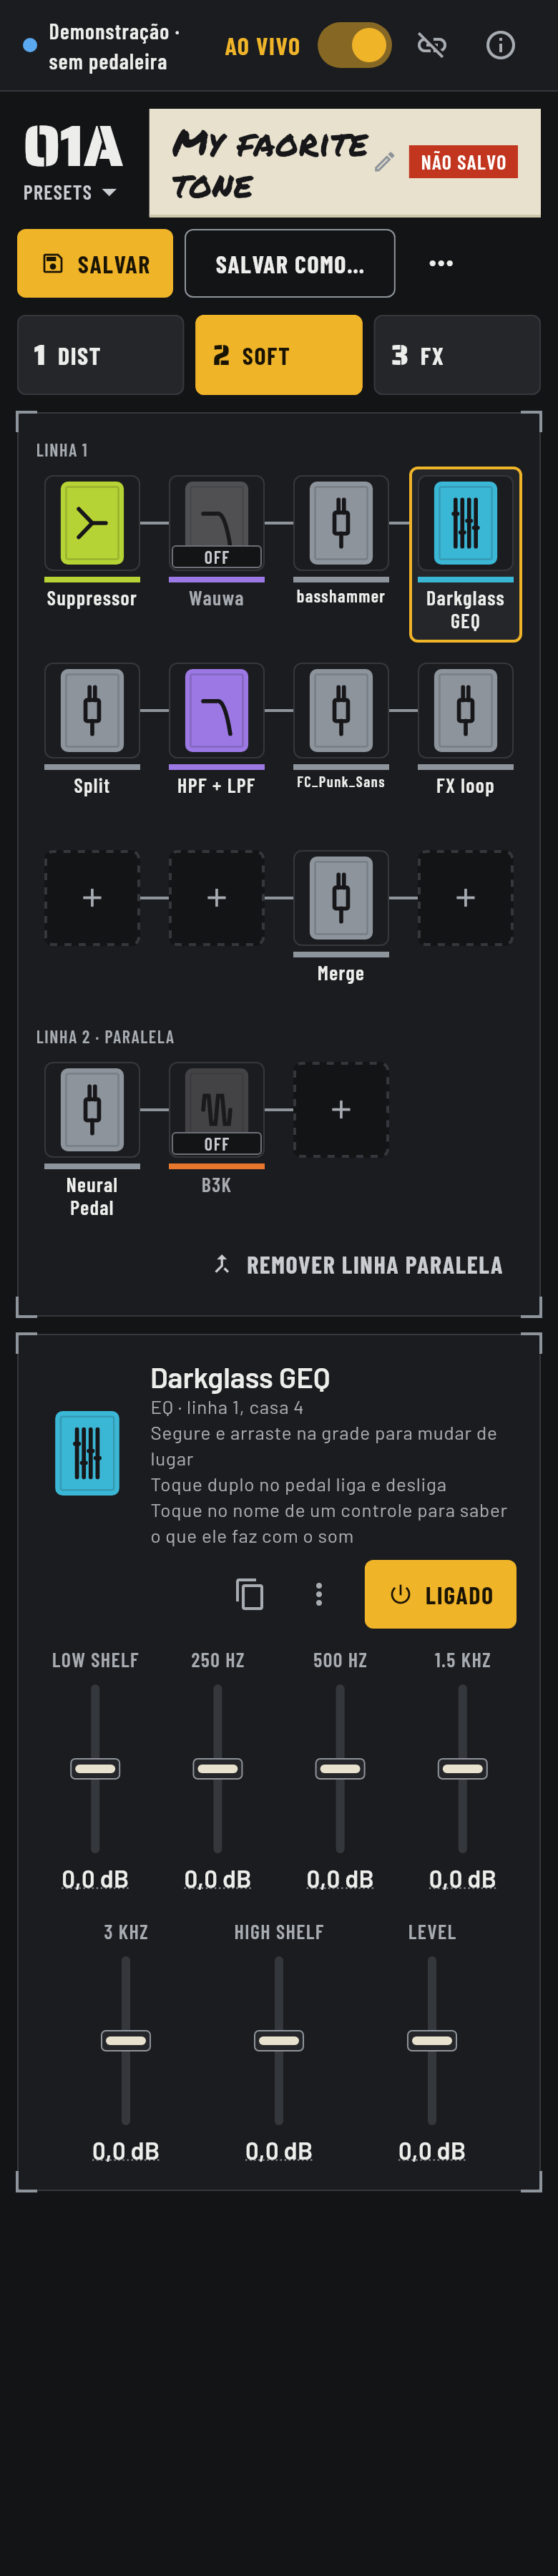 Demonstração ·
sem pedaleira
AO VIVO
01A
PRESETS
My faorite
tone
NÃO SALVO
SALVAR
SALVAR COMO...
1 DIST
2 SOFT
3 FX
LINHA 1
Suppressor
OFF
Wauwa
basshammer
Darkglass
GEQ
Split
HPF + LPF
FC_Punk_Sans
FX loop
Merge
LINHA 2 · PARALELA
Neural
Pedal
OFF
B3K
REMOVER LINHA PARALELA
Darkglass GEQ
EQ · linha 1, casa 4
Segure e arraste na grade para mudar de
lugar
Toque duplo no pedal liga e desliga
Toque no nome de um controle para saber
o que ele faz com o som
LIGADO
LOW SHELF 250 HZ 500 HZ 1.5 KHZ
0,0 dB 0,0 dB 0,0 dB 0,0 dB
3 KHZ HIGH SHELF LEVEL
0,0 dB 0,0 dB 0,0 dB